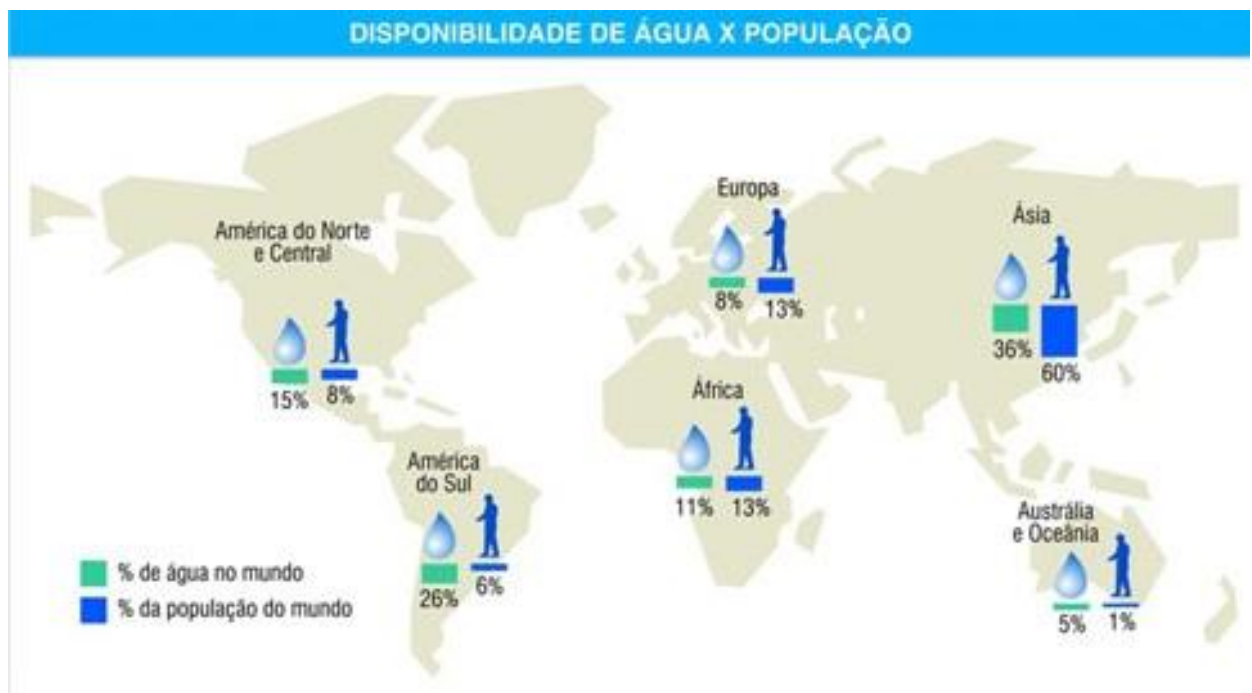 DISPONIBILIDADE DE ÁGUA X POPULAÇÃO
América do Norte
e Central
15%
8%
América
do Sul
26%
6%
Europa
8%
13%
África
11%
13%
Ásia
36%
60%
Austrália
e Oceânia
5%
1%
% de água no mundo
% da população do mundo